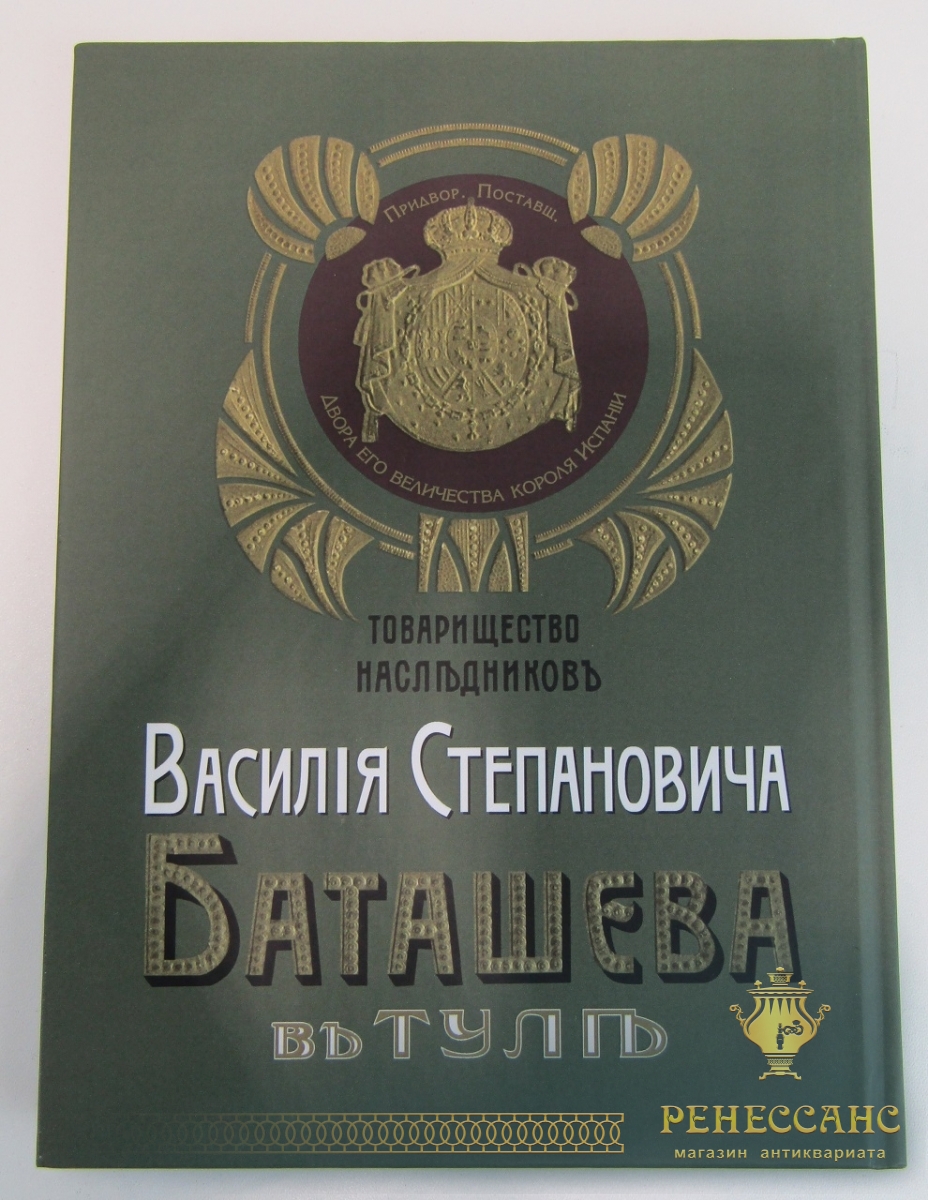 Придвор. Поставщ.
Двора его величества короля Испаніи
ТОВАРИЩЕСТВО
НАСЛѢДНИКОВЪ
Василія Степановича
Баташева
въ ТУЛѢ
РЕНЕССАНС
магазин антиквариата